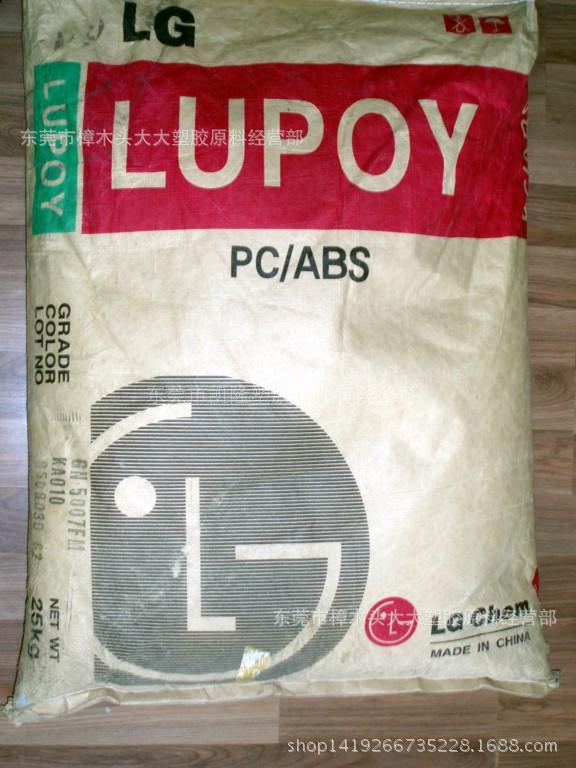 LG
LUPOY
LUPOY
东莞市樟木头大大塑胶原料经营部
PC/ABS
GRADE
COLOR
LOT NO
GN 5007FH
KA010
NET WT
25kg
LG Chem
MADE IN CHINA
东莞市樟木头大大塑胶原料经营部
shop1419266735228.1688.com